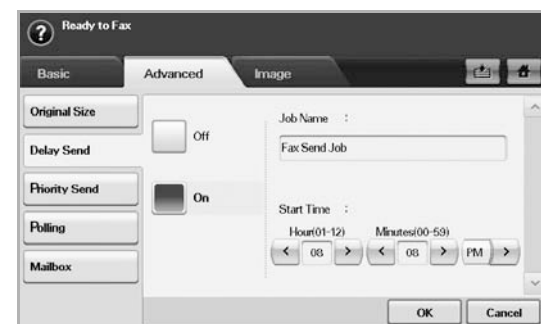 ? Ready to Fax
Basic Advanced Image
Original Size
Delay Send
Priority Send
Polling
Mailbox
Off
On
Job Name :
Fax Send Job
Start Time :
Hour(01-12) Minutes(00-59)
< 08 > < 08 > PM >
OK Cancel